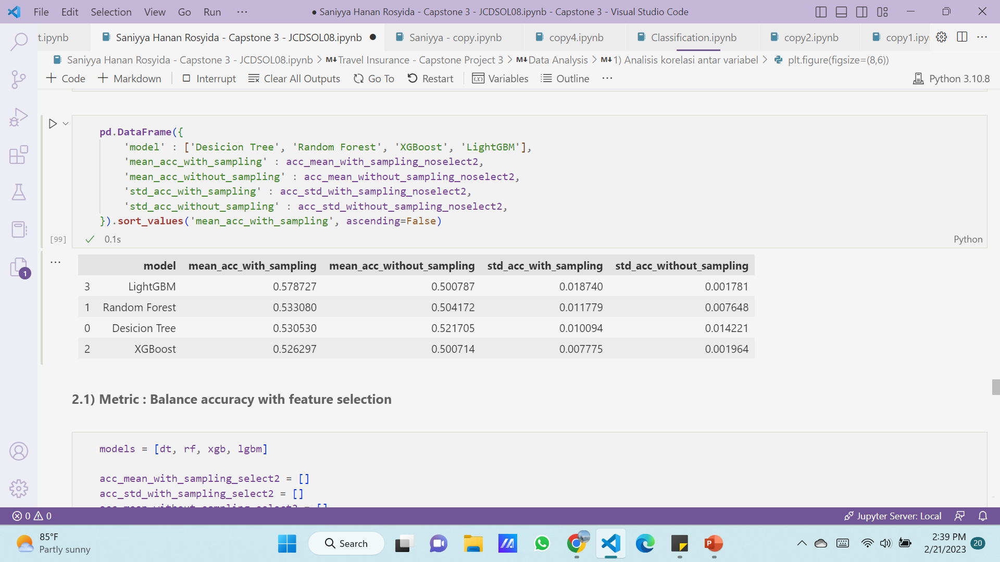 File Edit Selection View Go Run ··· ● Saniyya Hanan Rosyida - Capstone 3 - JCDSOL08.ipynb - Capstone 3 - Visual Studio Code
t.ipynb Saniyya Hanan Rosyida - Capstone 3 - JCDSOL08.ipynb ● Saniyya - copy.ipynb copy4.ipynb Classification.ipynb copy2.ipynb copy1.ipy
Saniyya Hanan Rosyida - Capstone 3 - JCDSOL08.ipynb > M↓Travel Insurance - Capstone Project 3 > M↓Data Analysis > M↓1) Analisis korelasi antar variabel > plt.figure(figsize=(8,6))
+ Code + Markdown Interrupt Clear All Outputs Go To Restart Variables Outline ··· Python 3.10.8
pd.DataFrame({
    'model' : ['Desicion Tree', 'Random Forest', 'XGBoost', 'LightGBM'],
    'mean_acc_with_sampling' : acc_mean_with_sampling_noselect2,
    'mean_acc_without_sampling' : acc_mean_without_sampling_noselect2,
    'std_acc_with_sampling' : acc_std_with_sampling_noselect2,
    'std_acc_without_sampling' : acc_std_without_sampling_noselect2,
}).sort_values('mean_acc_with_sampling', ascending=False)
[99] ✓ 0.1s Python
model mean_acc_with_sampling mean_acc_without_sampling std_acc_with_sampling std_acc_without_sampling
3 LightGBM 0.578727 0.500787 0.018740 0.001781
1 Random Forest 0.533080 0.504172 0.011779 0.007648
0 Desicion Tree 0.530530 0.521705 0.010094 0.014221
2 XGBoost 0.526297 0.500714 0.007775 0.001964
2.1) Metric : Balance accuracy with feature selection
models = [dt, rf, xgb, lgbm]
acc_mean_with_sampling_select2 = []
acc_std_with_sampling_select2 = []
acc_mean_without_sampling_select2 = []
1
0 0 Jupyter Server: Local
85°F
Partly sunny
Search
2:39 PM
2/21/2023 20